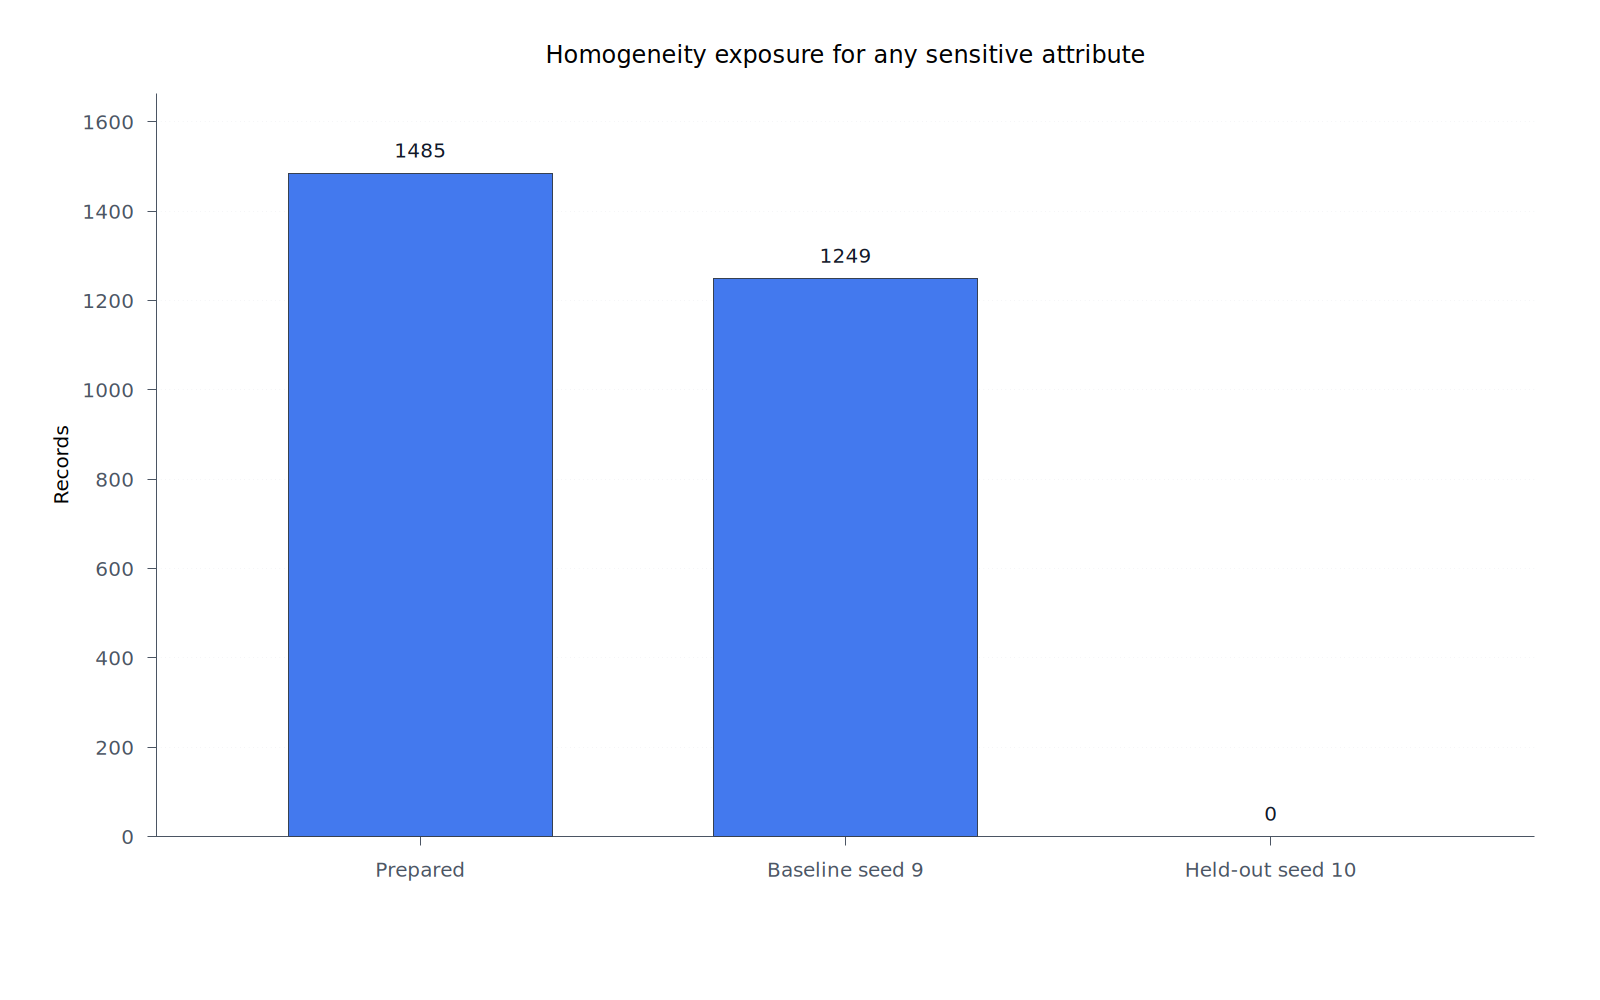 Homogeneity exposure for any sensitive attribute
1600
1400
1200
1000
800
600
400
200
0
Records
1485
1249
0
Prepared
Baseline seed 9
Held-out seed 10